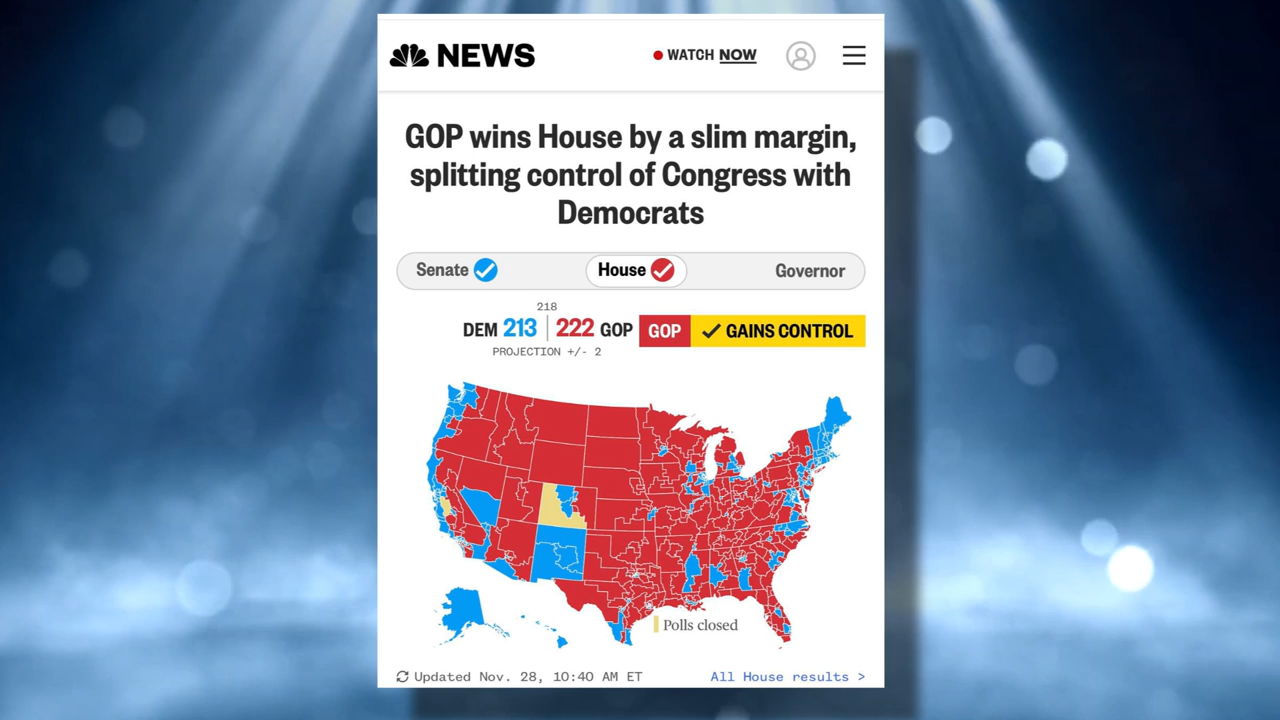 NEWS
WATCH NOW
GOP wins House by a slim margin,
splitting control of Congress with
Democrats
Senate House Governor
218
DEM 213 222 GOP GOP GAINS CONTROL
PROJECTION +/- 2
Polls closed
Updated Nov. 28, 10:40 AM ET All House results >